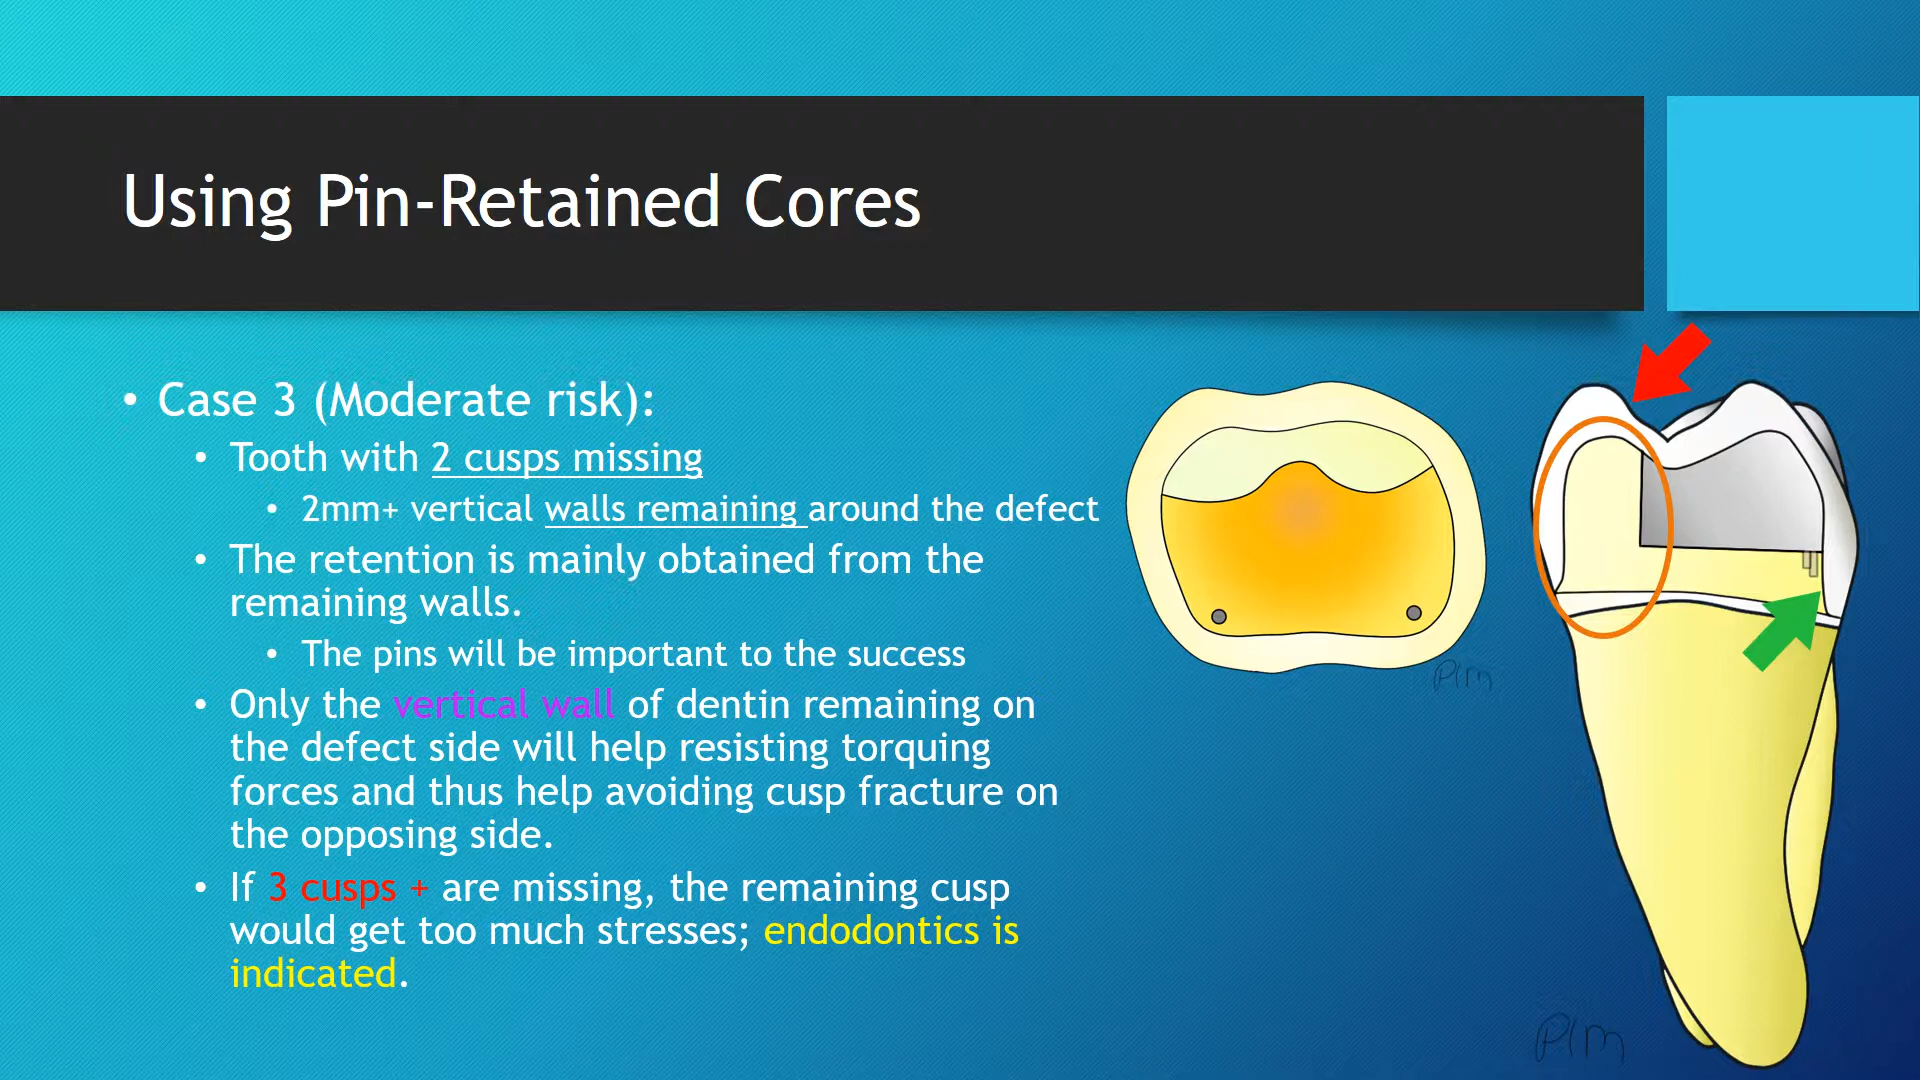 Using Pin-Retained Cores
• Case 3 (Moderate risk):
• Tooth with 2 cusps missing
• 2mm+ vertical walls remaining around the defect
• The retention is mainly obtained from the
remaining walls.
• The pins will be important to the success
• Only the vertical wall of dentin remaining on
the defect side will help resisting torquing
forces and thus help avoiding cusp fracture on
the opposing side.
• If 3 cusps + are missing, the remaining cusp
would get too much stresses; endodontics is
indicated.